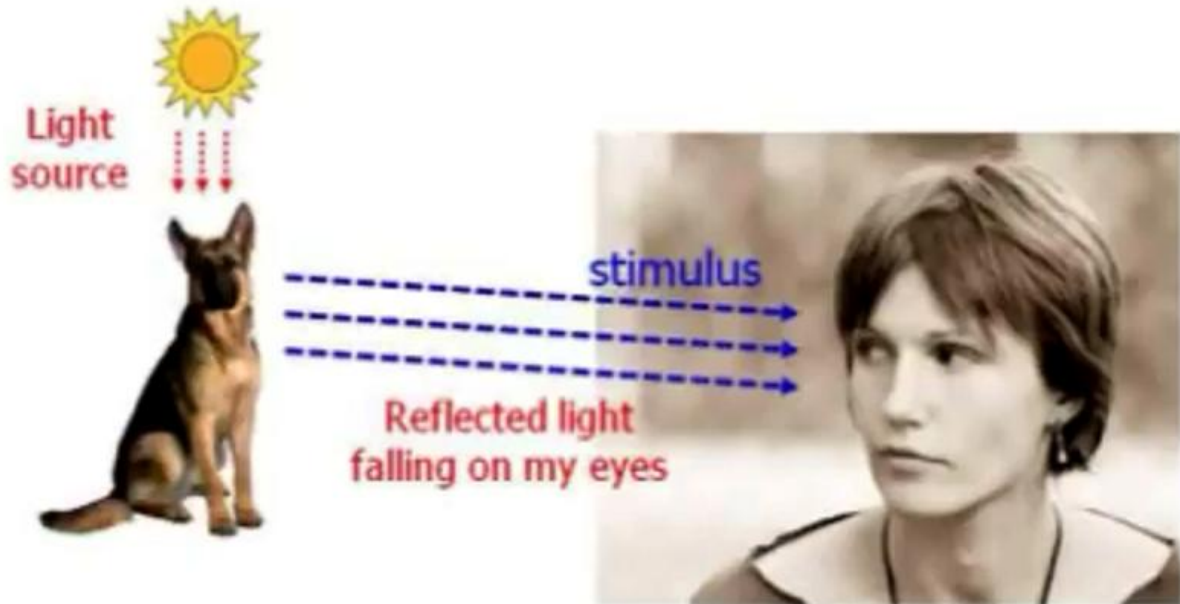 Light
source
stimulus
Reflected light
falling on my eyes